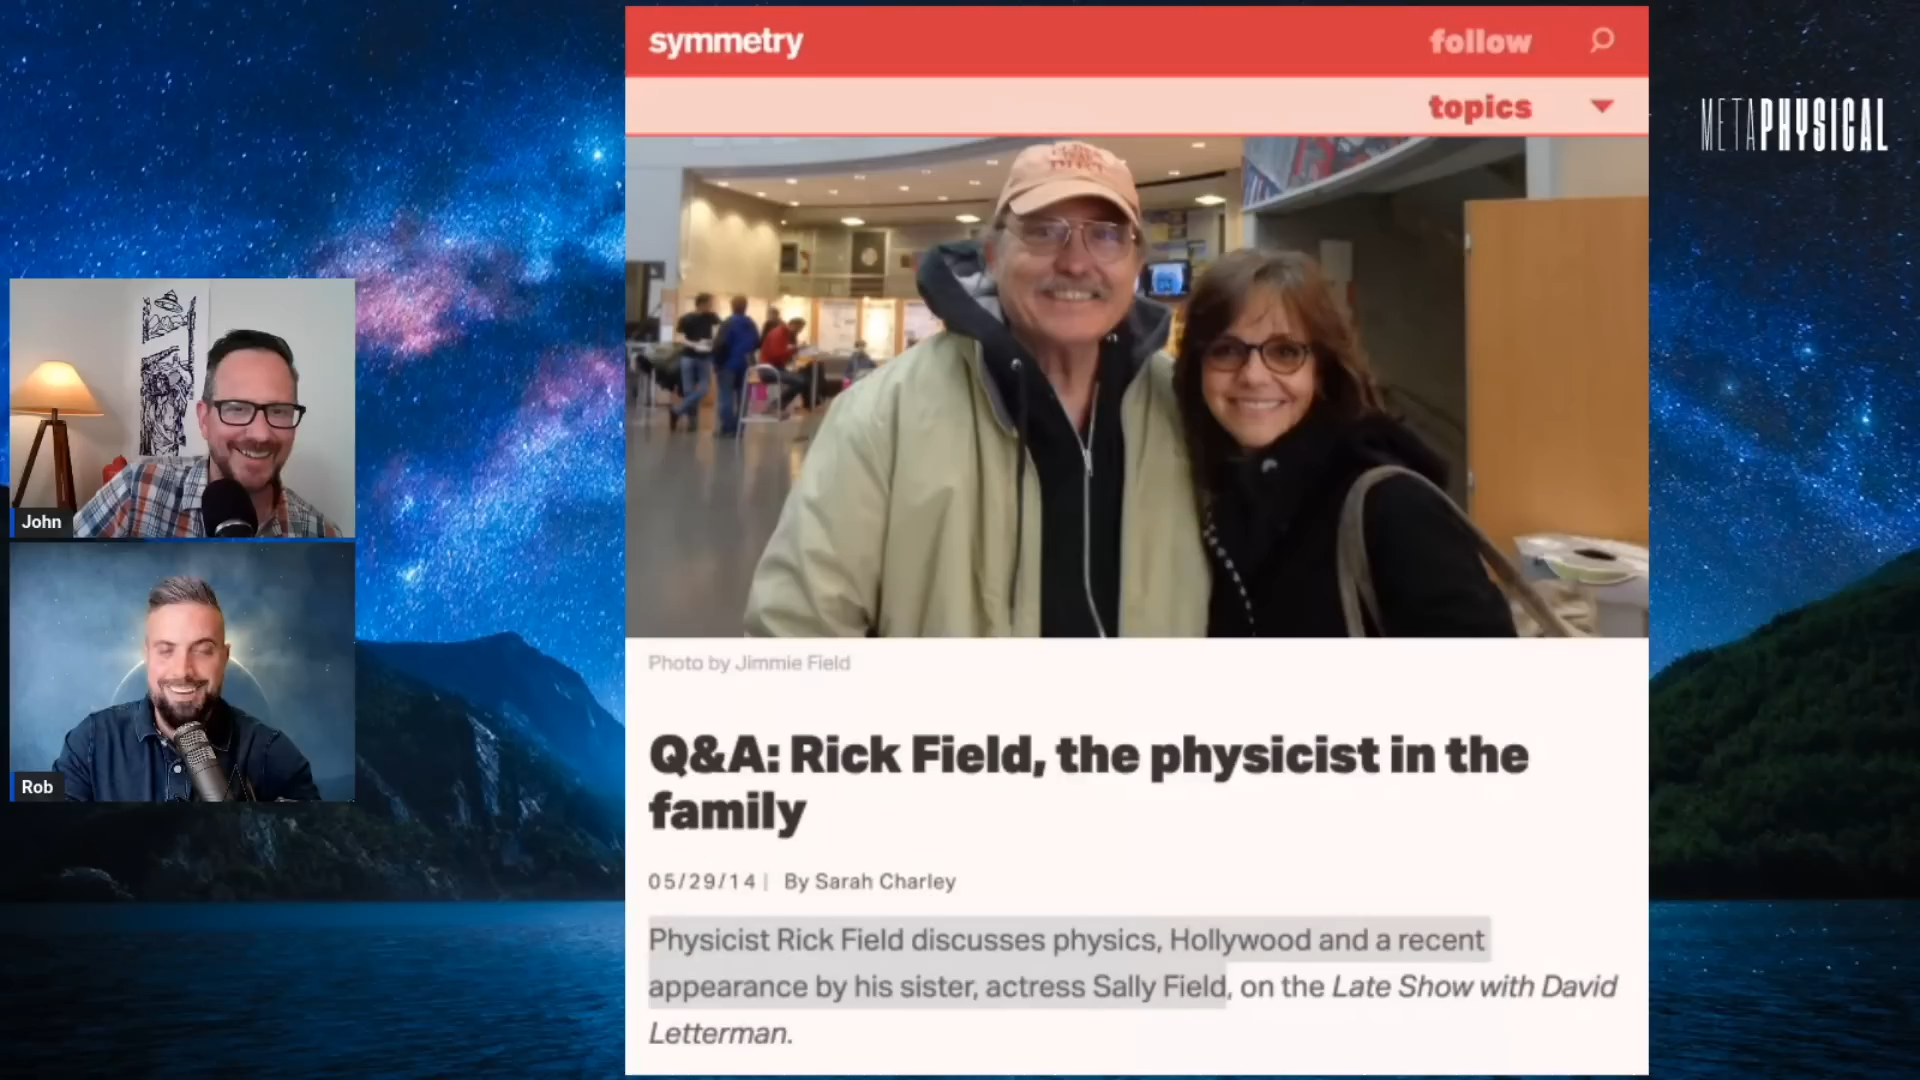 symmetry
follow
topics
METAPHYSICAL
John
Rob
Photo by Jimmie Field
Q&A: Rick Field, the physicist in the
family
05/29/14 | By Sarah Charley
Physicist Rick Field discusses physics, Hollywood and a recent
appearance by his sister, actress Sally Field, on the Late Show with David
Letterman.